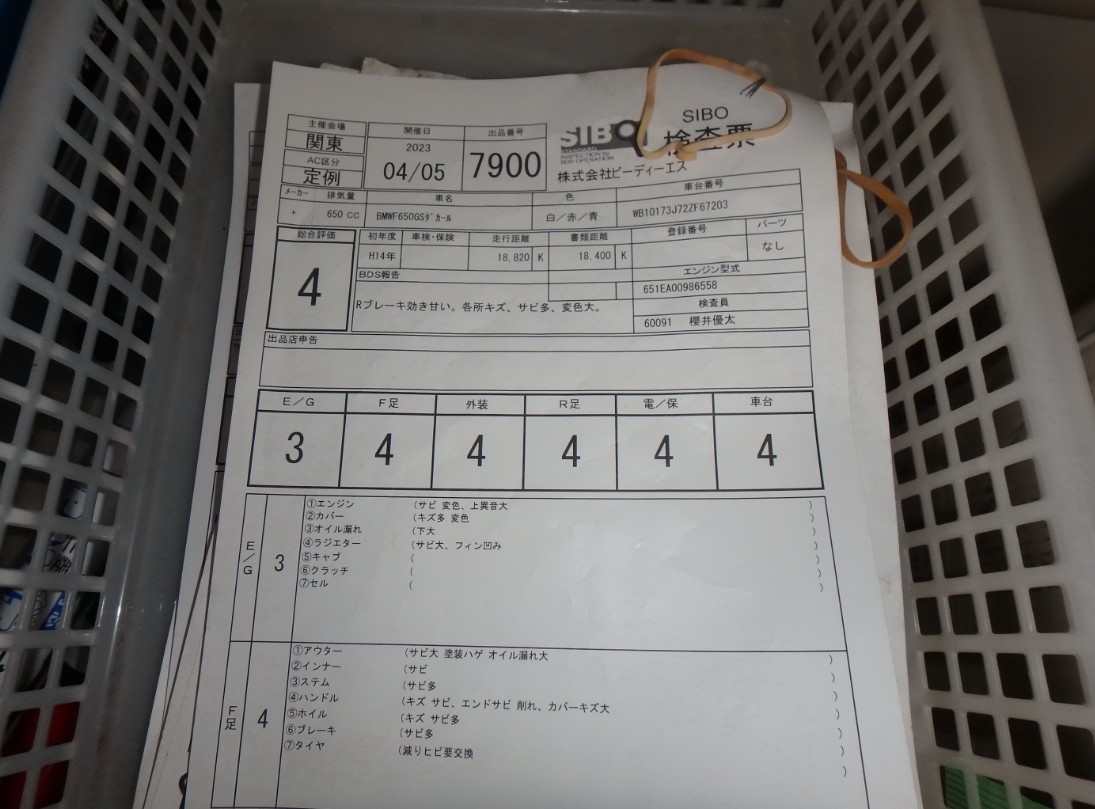 SIBO
検査票
主催会場
関東
AC区分
定例
開催日
2023
04/05
出品番号
7900
SIBO
株式会社ビーディーエス
メーカー 排気量 車名 色 車台番号
+ 650 CC BMWF650GSダカール 白/赤/青 WB10173J72ZF67203
総合評価
4
初年度 車検・保険 走行距離 書類距離 登録番号 パーツ
H14年 18,820 K 18,400 K なし
BDS報告
Rブレーキ効き甘い。各所キズ、サビ多、変色大。
エンジン型式
651EA00986558
検査員
60091 櫻井優太
出品店申告
E/G F足 外装 R足 電/保 車台
3 4 4 4 4 4
E/G
3
①エンジン (サビ 変色、上異音大 )
②カバー (キズ多 変色 )
③オイル漏れ (下大 )
④ラジエター (サビ大、フィン凹み )
⑤キャブ ( )
⑥クラッチ ( )
⑦セル ( )
F足
4
①アウター (サビ大 塗装ハゲ オイル漏れ大 )
②インナー (サビ )
③ステム (サビ多 )
④ハンドル (キズ サビ、エンドサビ 削れ、カバーキズ大 )
⑤ホイル (キズ サビ多 )
⑥ブレーキ (サビ多 )
⑦タイヤ (減りヒビ要交換 )